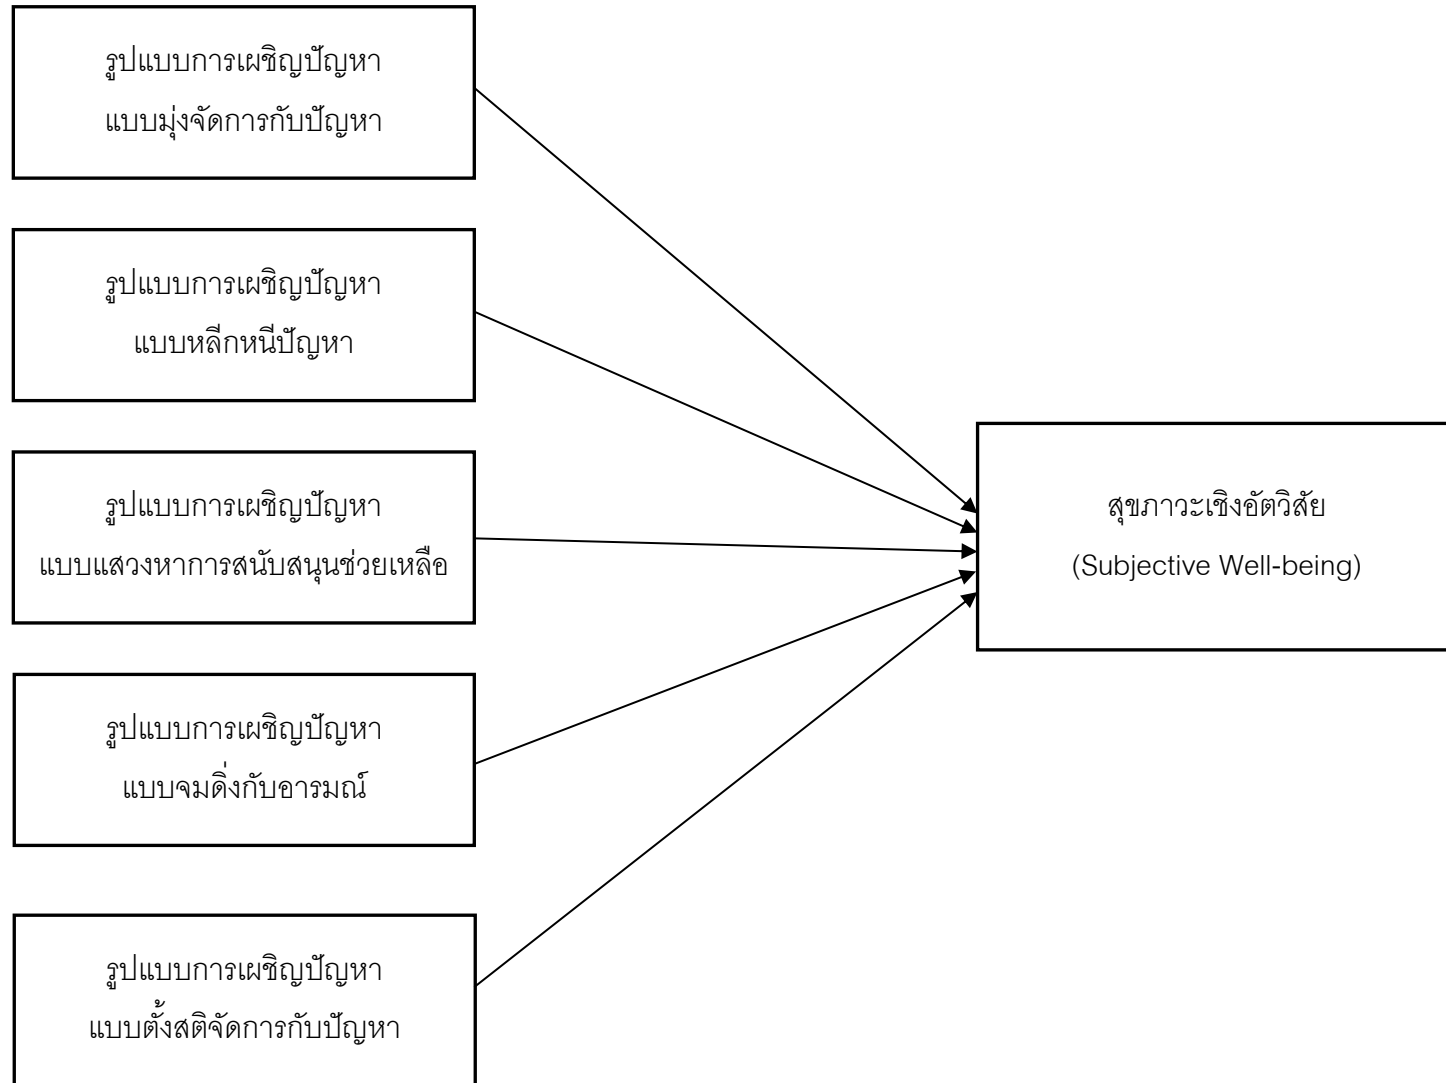 รูปแบบการเผชิญปัญหา
แบบมุ่งจัดการกับปัญหา
รูปแบบการเผชิญปัญหา
แบบหลีกหนีปัญหา
รูปแบบการเผชิญปัญหา
แบบแสวงหาการสนับสนุนช่วยเหลือ
รูปแบบการเผชิญปัญหา
แบบจมดิ่งกับอารมณ์
รูปแบบการเผชิญปัญหา
แบบตั้งสติจัดการกับปัญหา
สุขภาวะเชิงอัตวิสัย
(Subjective Well-being)